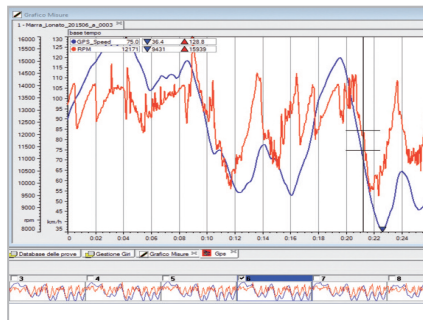 Grafico Misure
1 - Harra_Lonato_201506_a_0003
base tempo
GPS_Speed 75.0 36.4 128.8
RPM 12171 9431 15939
16000 130
15500 125
15000 120
14500 115
14000 110
13500 105
13000 100
12500 95
12000 90
11500 85
11000 80
10500 75
10000 70
9500 65
9000 60
8500 55
50
45
rpm km/h 40
8000 35
0 0:02 0:04 0:06 0:08 0:10 0:12 0:14 0:16 0:18 0:20 0:22 0:24
Database delle prove Gestione Giri Grafico Misure Gps
3 4 5 6 7 8